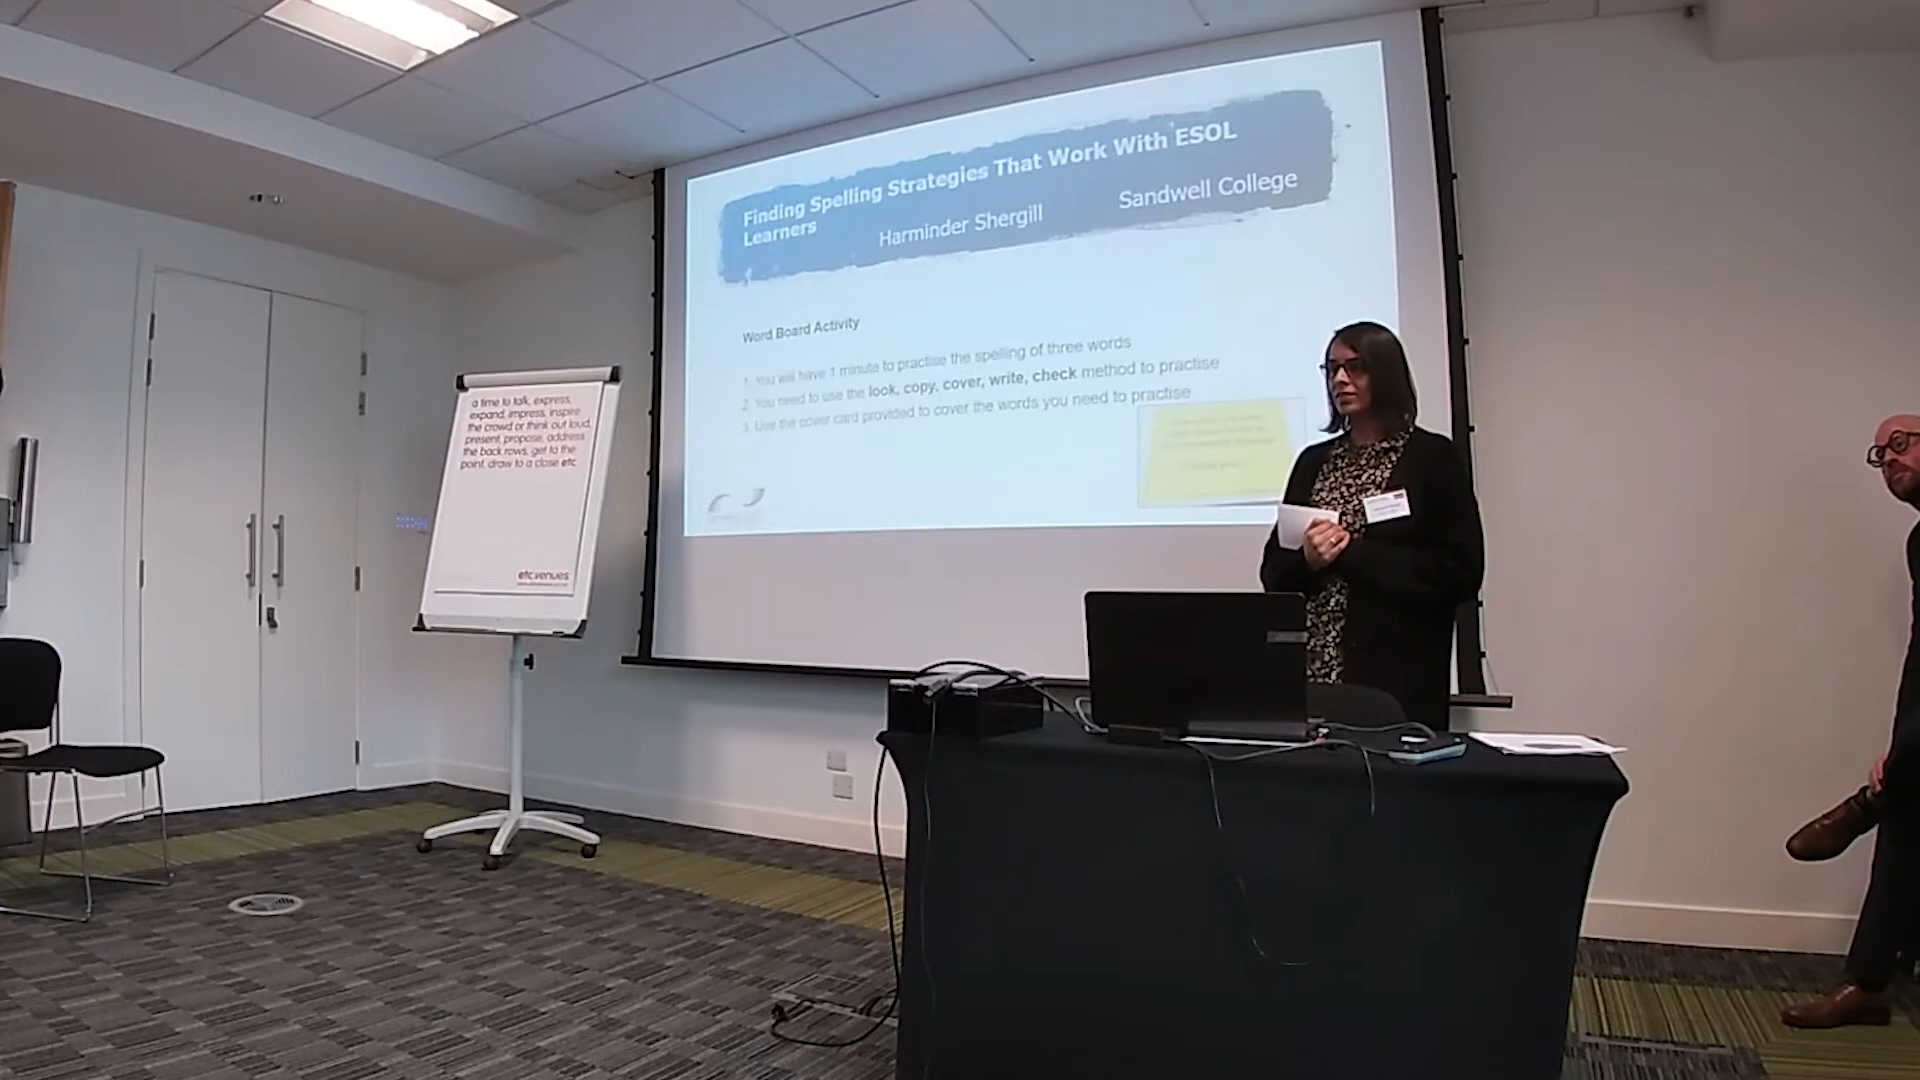 Finding Spelling Strategies That Work With ESOL
Learners
Harminder Shergill
Sandwell College
Word Board Activity
1. You will have 1 minute to practise the spelling of three words
2. You need to use the look, copy, cover, write, check method to practise
3. Use the cover card provided to cover the words you need to practise
a time to talk, express,
expand, impress, inspire
the crowd or think out loud,
present, propose, address
the back rows, get to the
point, draw to a close etc
etc.venues